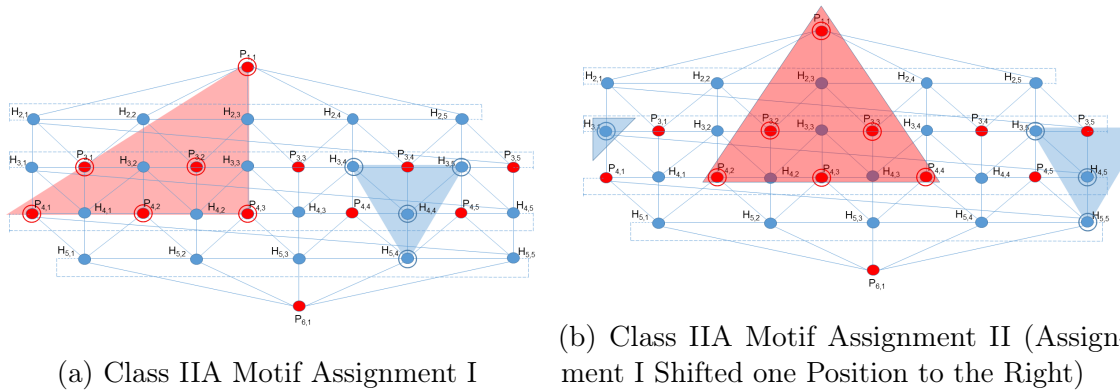 P1,1
H2,1 H2,2 H2,3 H2,4 H2,5
H3,1 P3,1 H3,2 P3,2 H3,3 P3,3 H3,4 P3,4 H3,5 P3,5
P4,1 H4,1 P4,2 H4,2 P4,3 H4,3 P4,4 H4,4 P4,5 H4,5
H5,1 H5,2 H5,3 H5,4 H5,5
P6,1
(a) Class IIA Motif Assignment I
P1,1
H2,1 H2,2 H2,3 H2,4 H2,5
P3,1 H3,2 P3,2 H3,3 P3,3 H3,4 P3,4 H3,5 P3,5
P4,1 H4,1 P4,2 H4,2 P4,3 H4,3 P4,4 H4,4 P4,5 H4,5
H5,1 H5,2 H5,3 H5,4 H5,5
P6,1
(b) Class IIA Motif Assignment II (Assign-
ment I Shifted one Position to the Right)